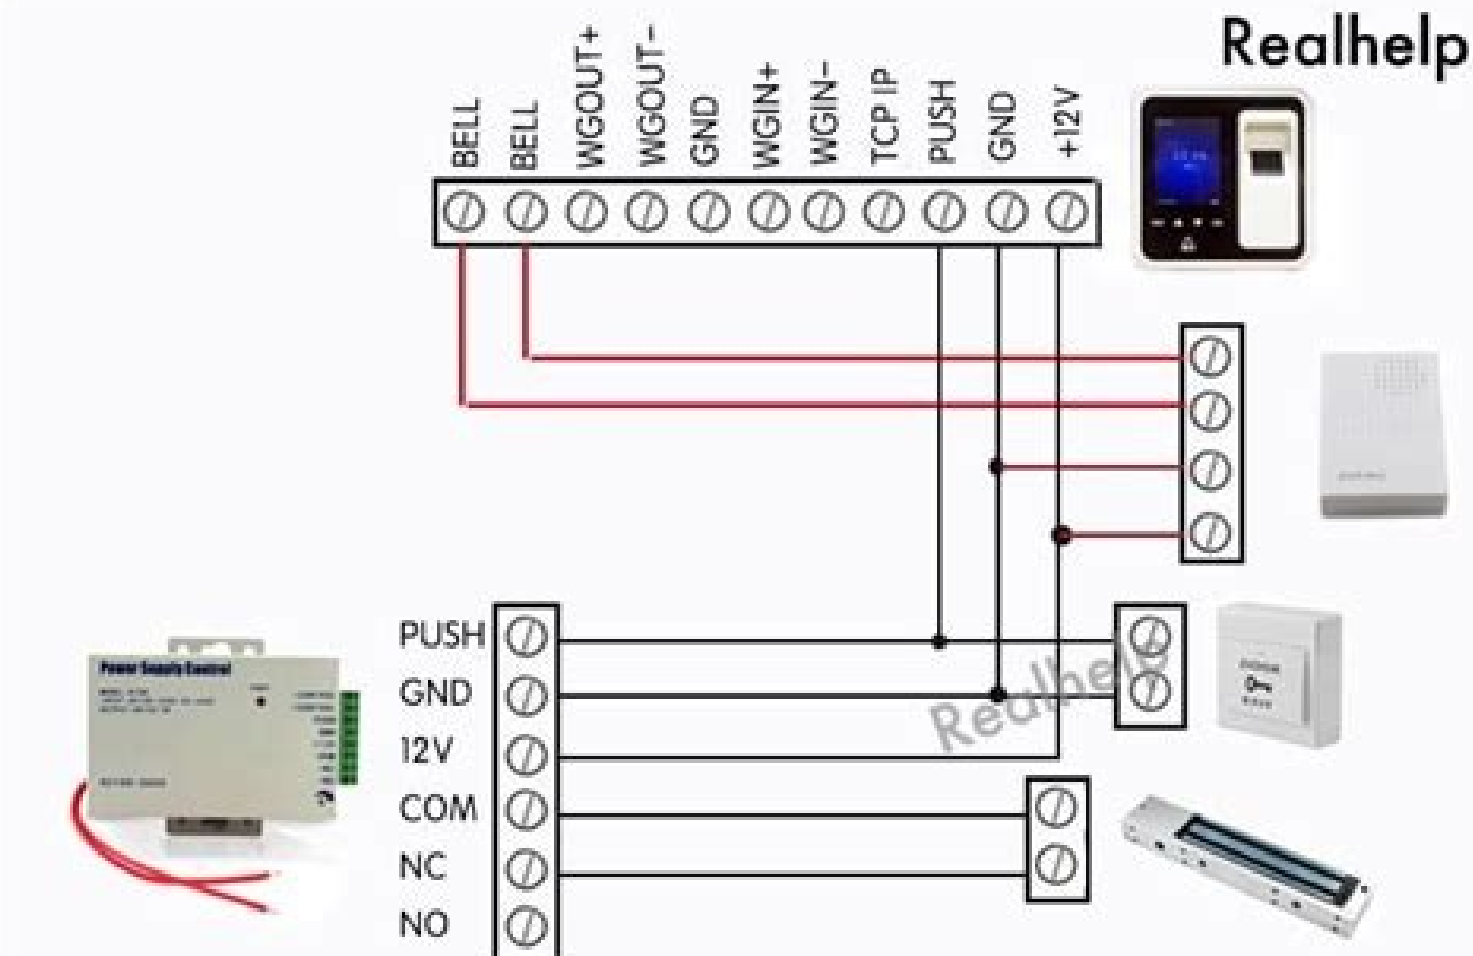 Realhelp
BELL
BELL
WGOUT+
WGOUT-
GND
WGIN+
WGIN-
TCP IP
PUSH
GND
+12V
PUSH
GND
12V
COM
NC
NO
Realhelp
Power Supply Control